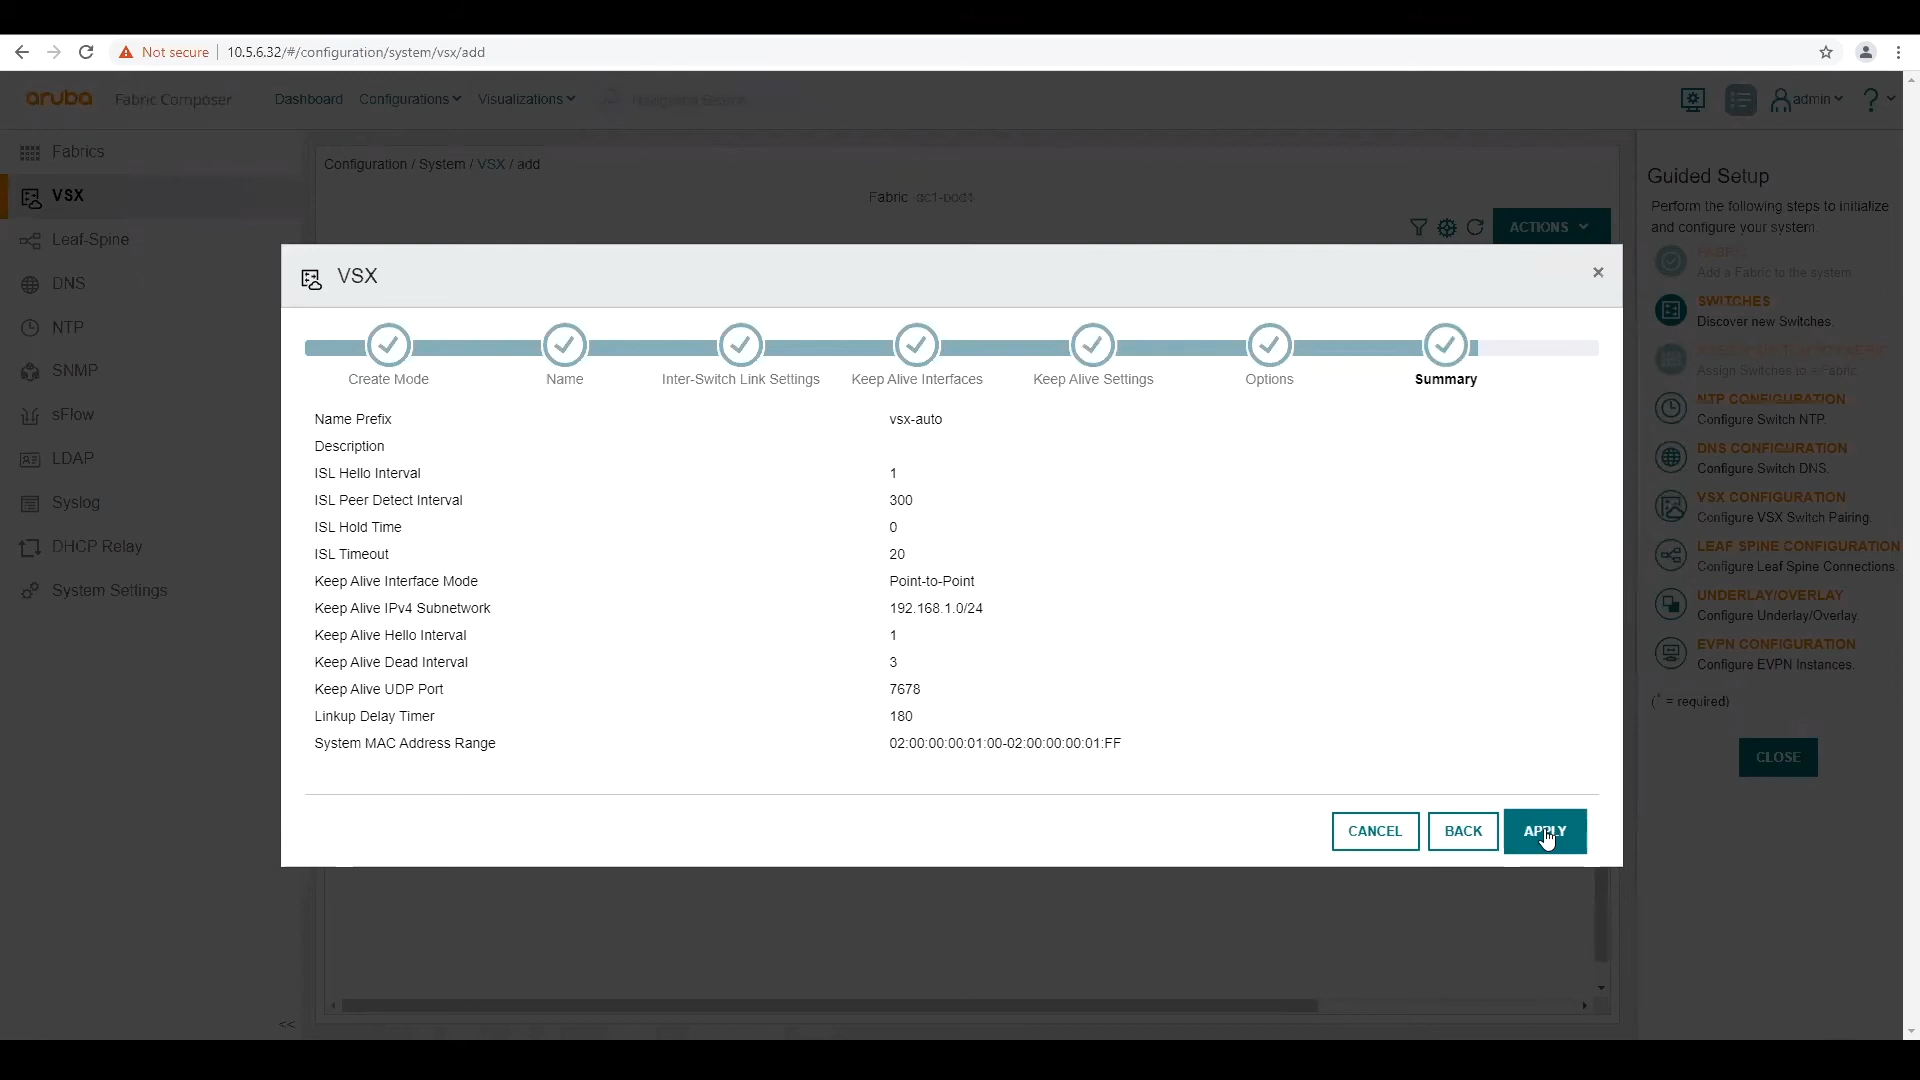 Not secure 10.5.6.32/#/configuration/system/vsx/add
aruba Fabric Composer Dashboard Configurations Visualizations admin ?
Fabrics
VSX
Leaf-Spine
DNS
NTP
SNMP
sFlow
LDAP
Syslog
DHCP Relay
System Settings
<<
Configuration / System / VSX / add
Fabric
ACTIONS
VSX
×
Create Mode
Name
Inter-Switch Link Settings
Keep Alive Interfaces
Keep Alive Settings
Options
Summary
Name Prefix vsx-auto
Description
ISL Hello Interval 1
ISL Peer Detect Interval 300
ISL Hold Time 0
ISL Timeout 20
Keep Alive Interface Mode Point-to-Point
Keep Alive IPv4 Subnetwork 192.168.1.0/24
Keep Alive Hello Interval 1
Keep Alive Dead Interval 3
Keep Alive UDP Port 7678
Linkup Delay Timer 180
System MAC Address Range 02:00:00:00:01:00-02:00:00:00:01:FF
CANCEL BACK APPLY
Guided Setup
Perform the following steps to initialize
and configure your system.
FABRIC
Add a Fabric to the system
SWITCHES
Discover new Switches.
Assign Switches to a Fabric
NTP CONFIGURATION
Configure Switch NTP.
DNS CONFIGURATION
Configure Switch DNS.
VSX CONFIGURATION
Configure VSX Switch Pairing.
LEAF SPINE CONFIGURATION
Configure Leaf Spine Connections.
UNDERLAY/OVERLAY
Configure Underlay/Overlay.
EVPN CONFIGURATION
Configure EVPN Instances.
(* = required)
CLOSE